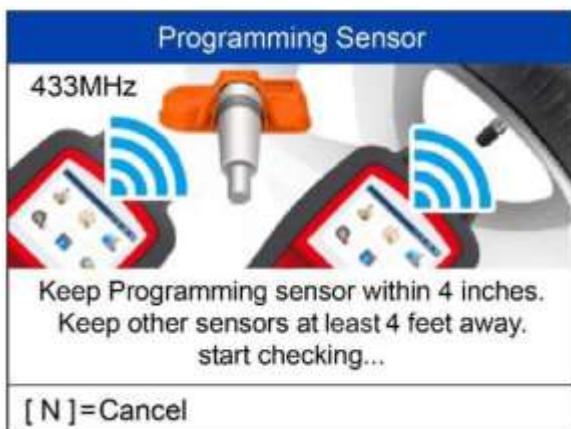 Programming Sensor
433MHz
Keep Programming sensor within 4 inches.
Keep other sensors at least 4 feet away.
start checking...
[ N ]=Cancel